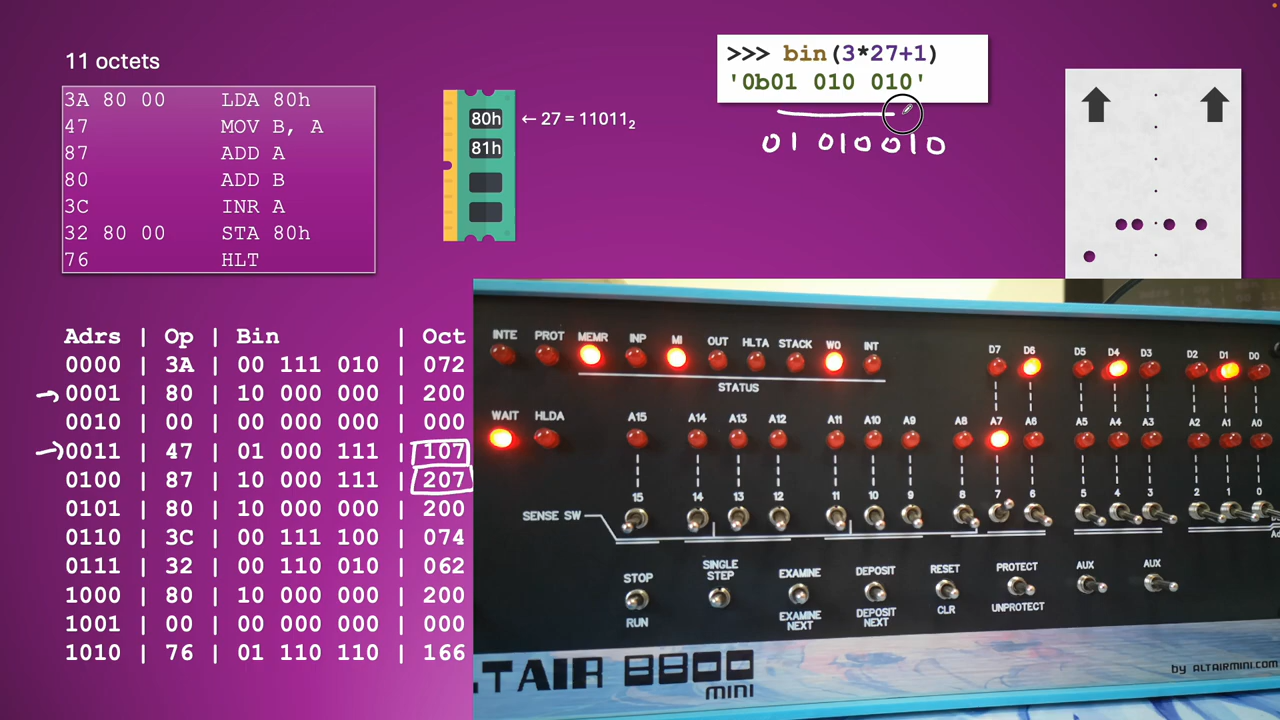 11 octets
3A 80 00 LDA 80h
47 MOV B, A
87 ADD A
80 ADD B
3C INR A
32 80 00 STA 80h
76 HLT
80h ← 27 = 11011₂
81h
>>> bin(3*27+1)
'0b01 010 010'
01 010 010
Adrs | Op | Bin | Oct
0000 | 3A | 00 111 010 | 072
0001 | 80 | 10 000 000 | 200
0010 | 00 | 00 000 000 | 000
0011 | 47 | 01 000 111 | 107
0100 | 87 | 10 000 111 | 207
0101 | 80 | 10 000 000 | 200
0110 | 3C | 00 111 100 | 074
0111 | 32 | 00 110 010 | 062
1000 | 80 | 10 000 000 | 200
1001 | 00 | 00 000 000 | 000
1010 | 76 | 01 110 110 | 166
INTE PROT MEMR INP MI OUT HLTA STACK WO INT
D7 D6 D5 D4 D3 D2 D1 D0
STATUS
WAIT HLDA A15 A14 A13 A12 A11 A10 A9 A8 A7 A6 A5 A4 A3 A2 A1 A0
15 14 13 12 11 10 9 8 7 6 5 4 3 2 1 0
SENSE SW
STOP SINGLE STEP EXAMINE DEPOSIT RESET PROTECT AUX AUX
RUN EXAMINE NEXT DEPOSIT NEXT CLR UNPROTECT
LTAIR 8800
MINI
by ALTAIRMINI.COM